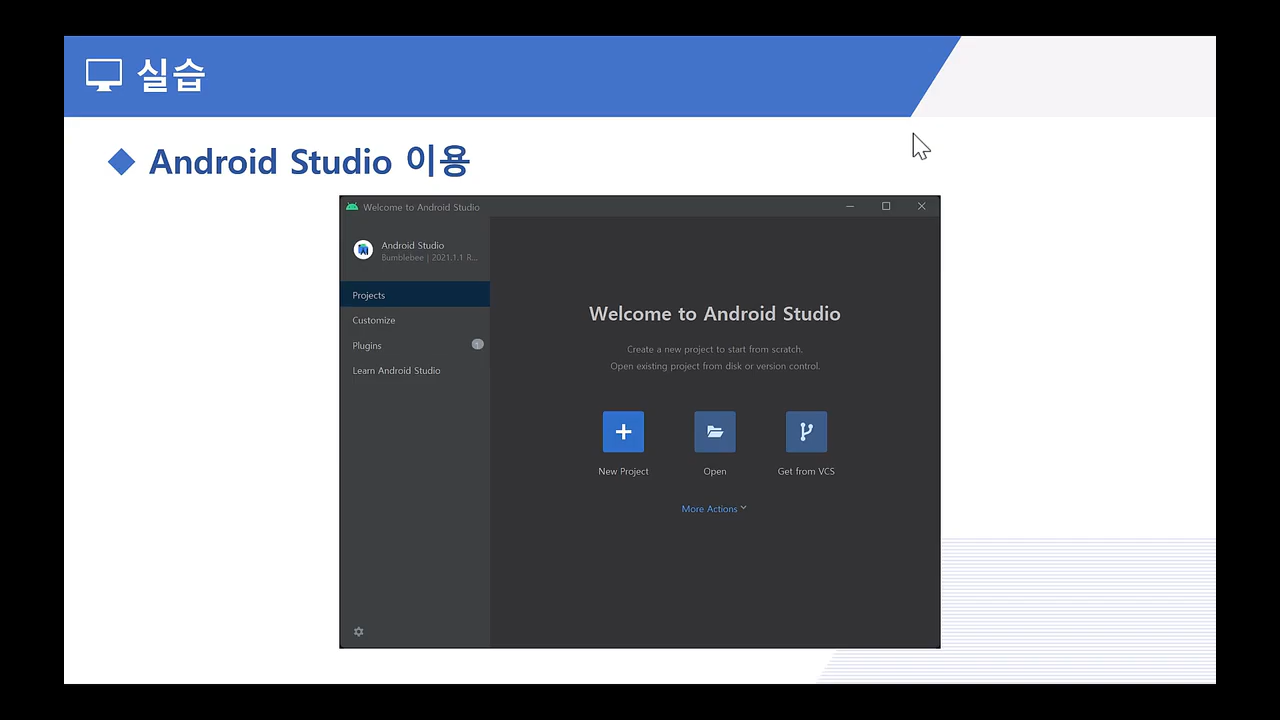 실습
Android Studio 이용
Welcome to Android Studio
Android Studio
Bumblebee | 2021.1.1 R...
Projects
Customize
Plugins
1
Learn Android Studio
Welcome to Android Studio
Create a new project to start from scratch.
Open existing project from disk or version control.
New Project
Open
Get from VCS
More Actions